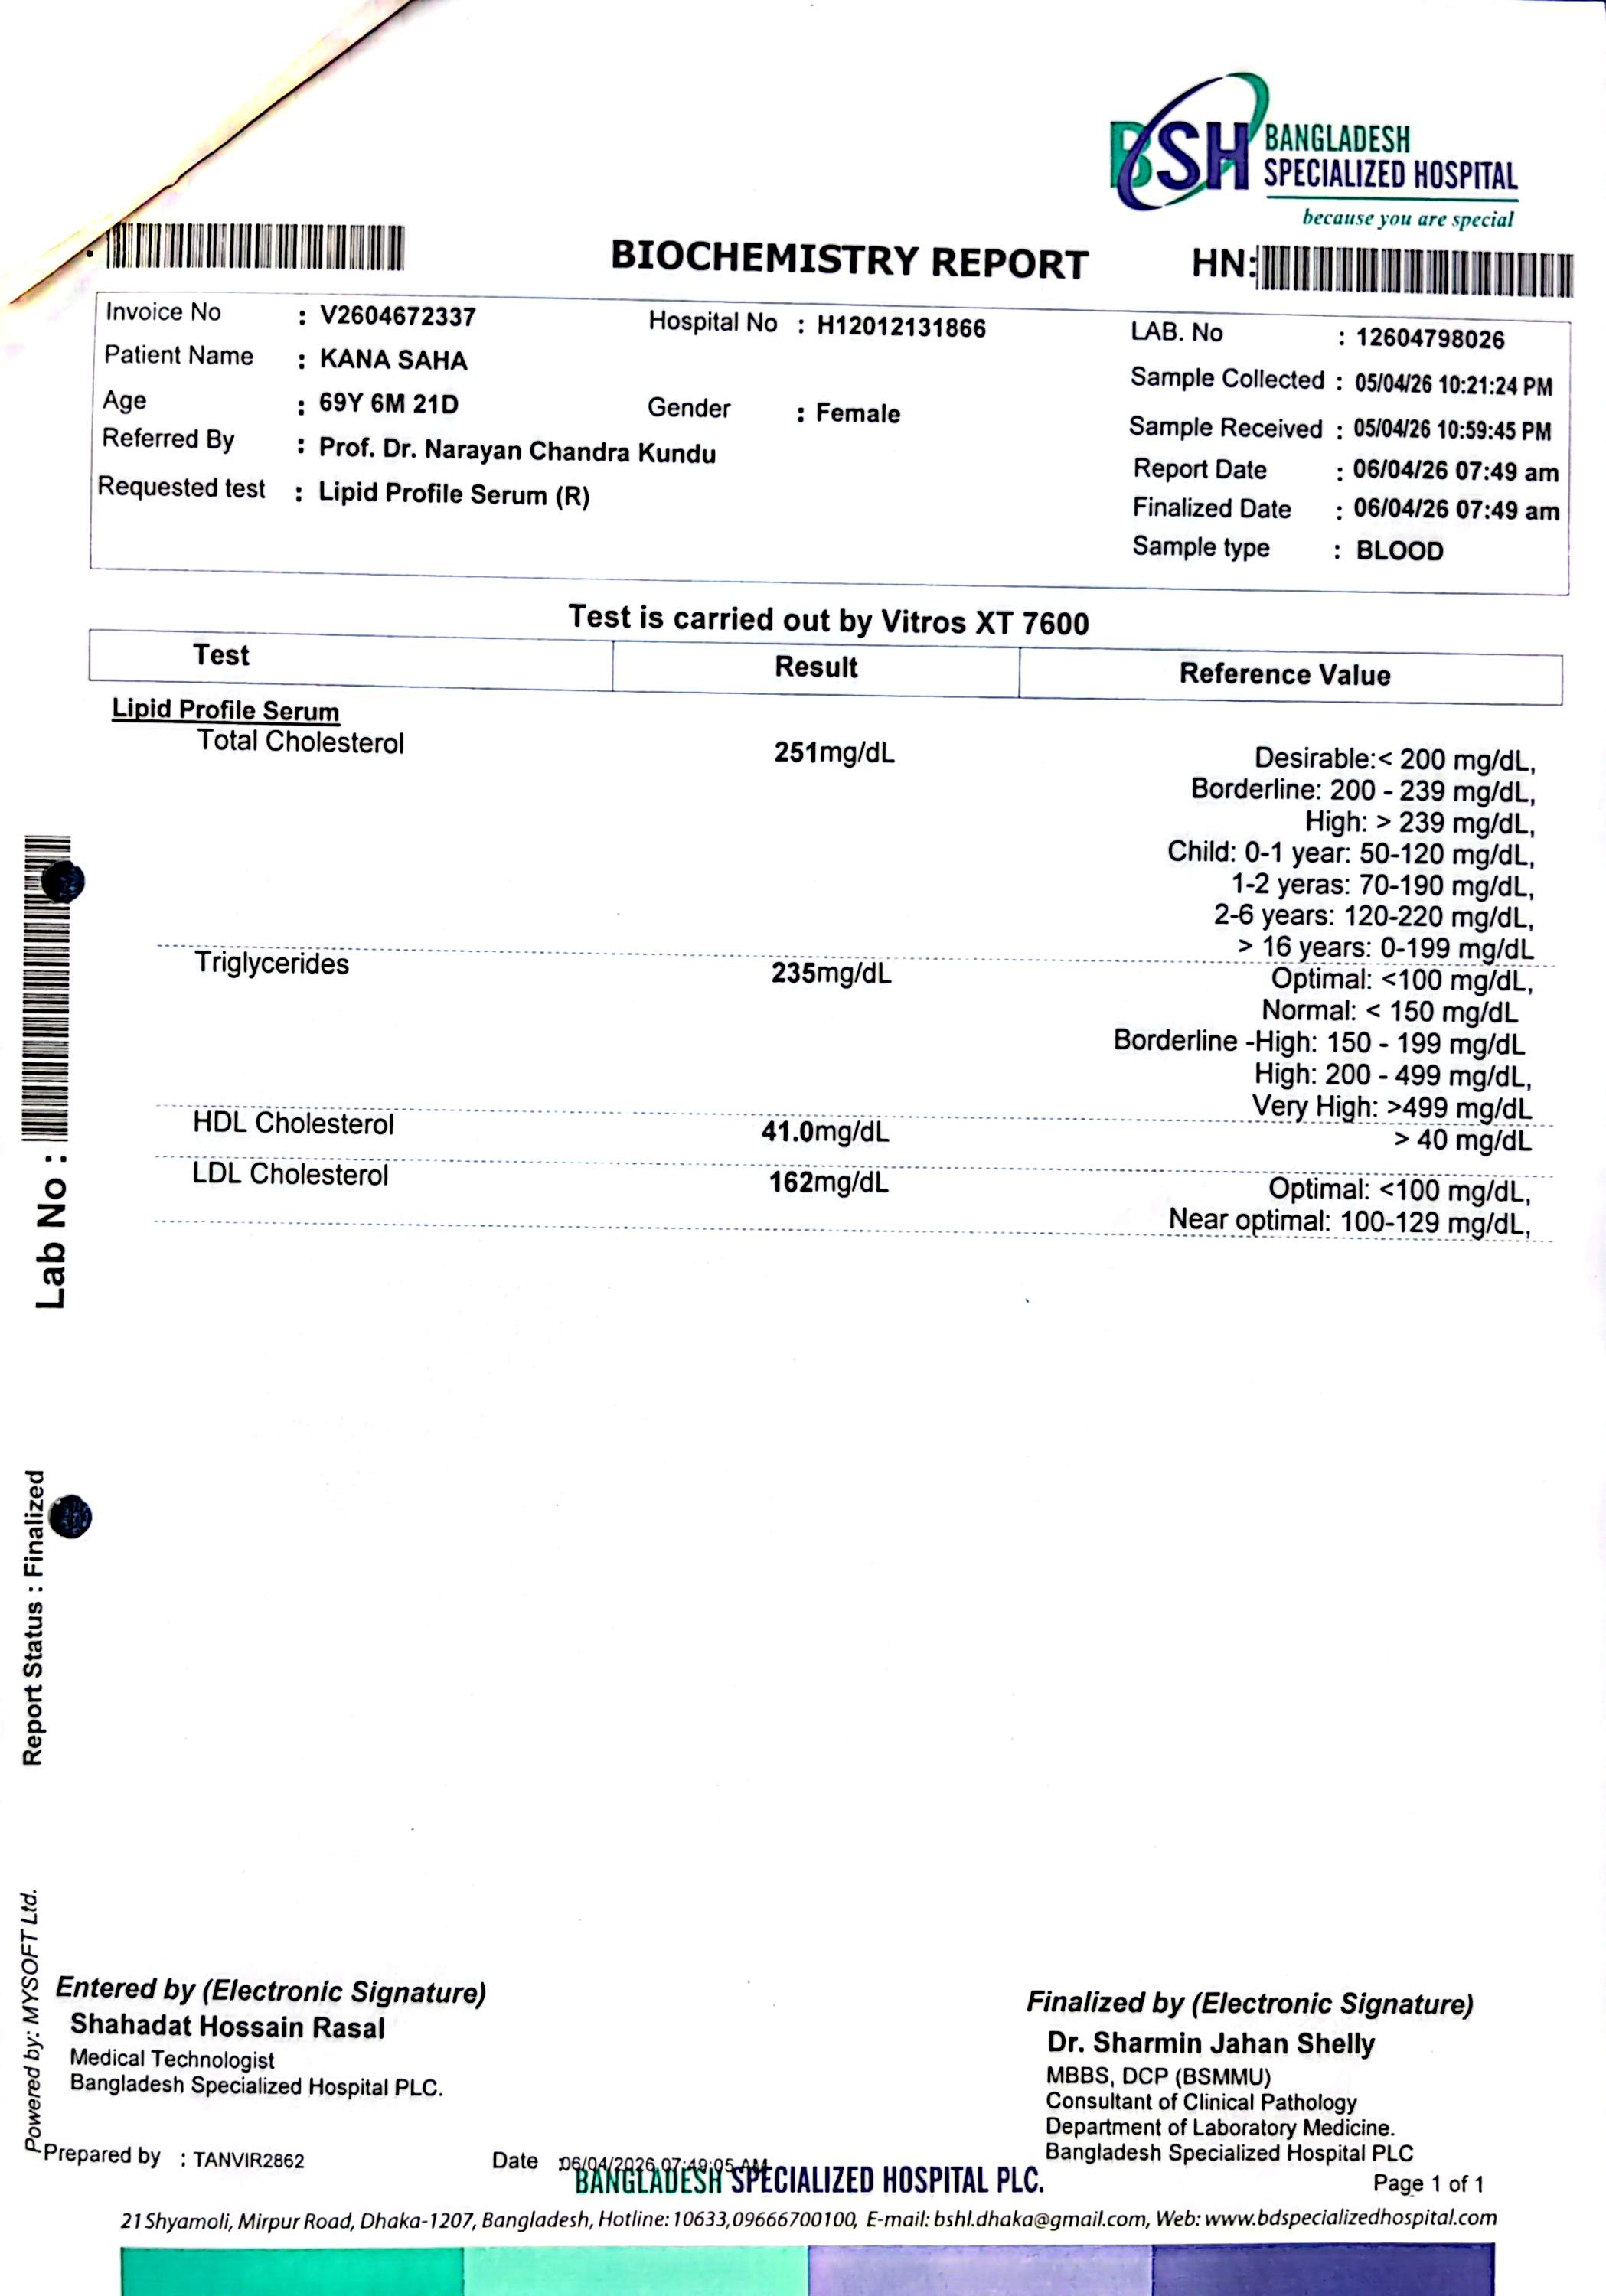 BSH BANGLADESH
SPECIALIZED HOSPITAL
because you are special
BIOCHEMISTRY REPORT
HN:
Invoice No : V2604672337
Hospital No : H12012131866
LAB. No : 12604798026
Patient Name : KANA SAHA
Sample Collected : 05/04/26 10:21:24 PM
Age : 69Y 6M 21D
Gender : Female
Sample Received : 05/04/26 10:59:45 PM
Referred By : Prof. Dr. Narayan Chandra Kundu
Report Date : 06/04/26 07:49 am
Requested test : Lipid Profile Serum (R)
Finalized Date : 06/04/26 07:49 am
Sample type : BLOOD
Test is carried out by Vitros XT 7600
Test Result Reference Value
Lipid Profile Serum
Total Cholesterol 251mg/dL Desirable:< 200 mg/dL,
Borderline: 200 - 239 mg/dL,
High: > 239 mg/dL,
Child: 0-1 year: 50-120 mg/dL,
1-2 yeras: 70-190 mg/dL,
2-6 years: 120-220 mg/dL,
> 16 years: 0-199 mg/dL
Triglycerides 235mg/dL Optimal: <100 mg/dL,
Normal: < 150 mg/dL
Borderline -High: 150 - 199 mg/dL
High: 200 - 499 mg/dL,
Very High: >499 mg/dL
HDL Cholesterol 41.0mg/dL > 40 mg/dL
LDL Cholesterol 162mg/dL Optimal: <100 mg/dL,
Near optimal: 100-129 mg/dL,
Lab No :
Report Status : Finalized
Powered by: MYSOFT Ltd.
Entered by (Electronic Signature)
Shahadat Hossain Rasal
Medical Technologist
Bangladesh Specialized Hospital PLC.
Finalized by (Electronic Signature)
Dr. Sharmin Jahan Shelly
MBBS, DCP (BSMMU)
Consultant of Clinical Pathology
Department of Laboratory Medicine.
Bangladesh Specialized Hospital PLC
Prepared by : TANVIR2862
Date :06/04/2026 07:49:05 AM
Page 1 of 1
BANGLADESH SPECIALIZED HOSPITAL PLC.
21 Shyamoli, Mirpur Road, Dhaka-1207, Bangladesh, Hotline: 10633,09666700100, E-mail: bshl.dhaka@gmail.com, Web: www.bdspecializedhospital.com